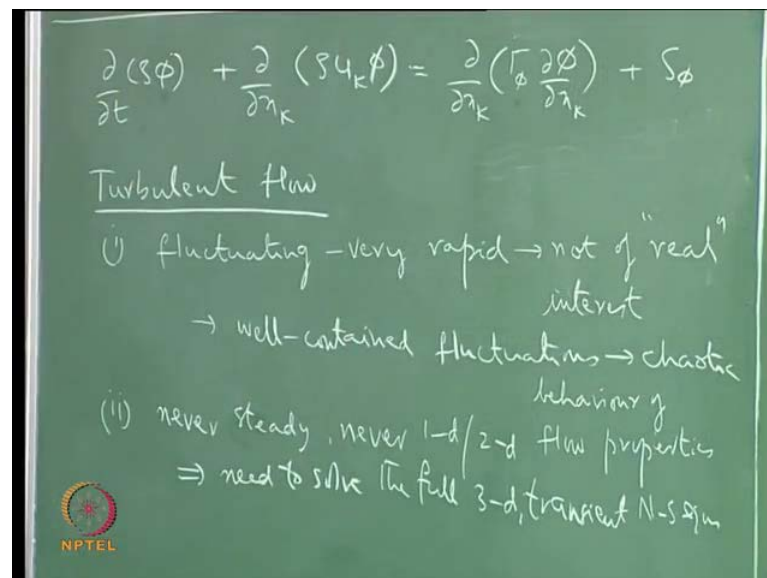 ∂/∂t (ρϕ) + ∂/∂x_K (ρu_K ϕ) = ∂/∂x_K (Γ_ϕ ∂ϕ/∂x_K) + S_ϕ
Turbulent flow
(i) fluctuating – very rapid → not of "real"
interest
→ well-contained fluctuations → chaotic
behaviour of
(ii) never steady, never 1-d/2-d flow properties
⇒ need to solve the full 3-d, transient N-S eqns
NPTEL